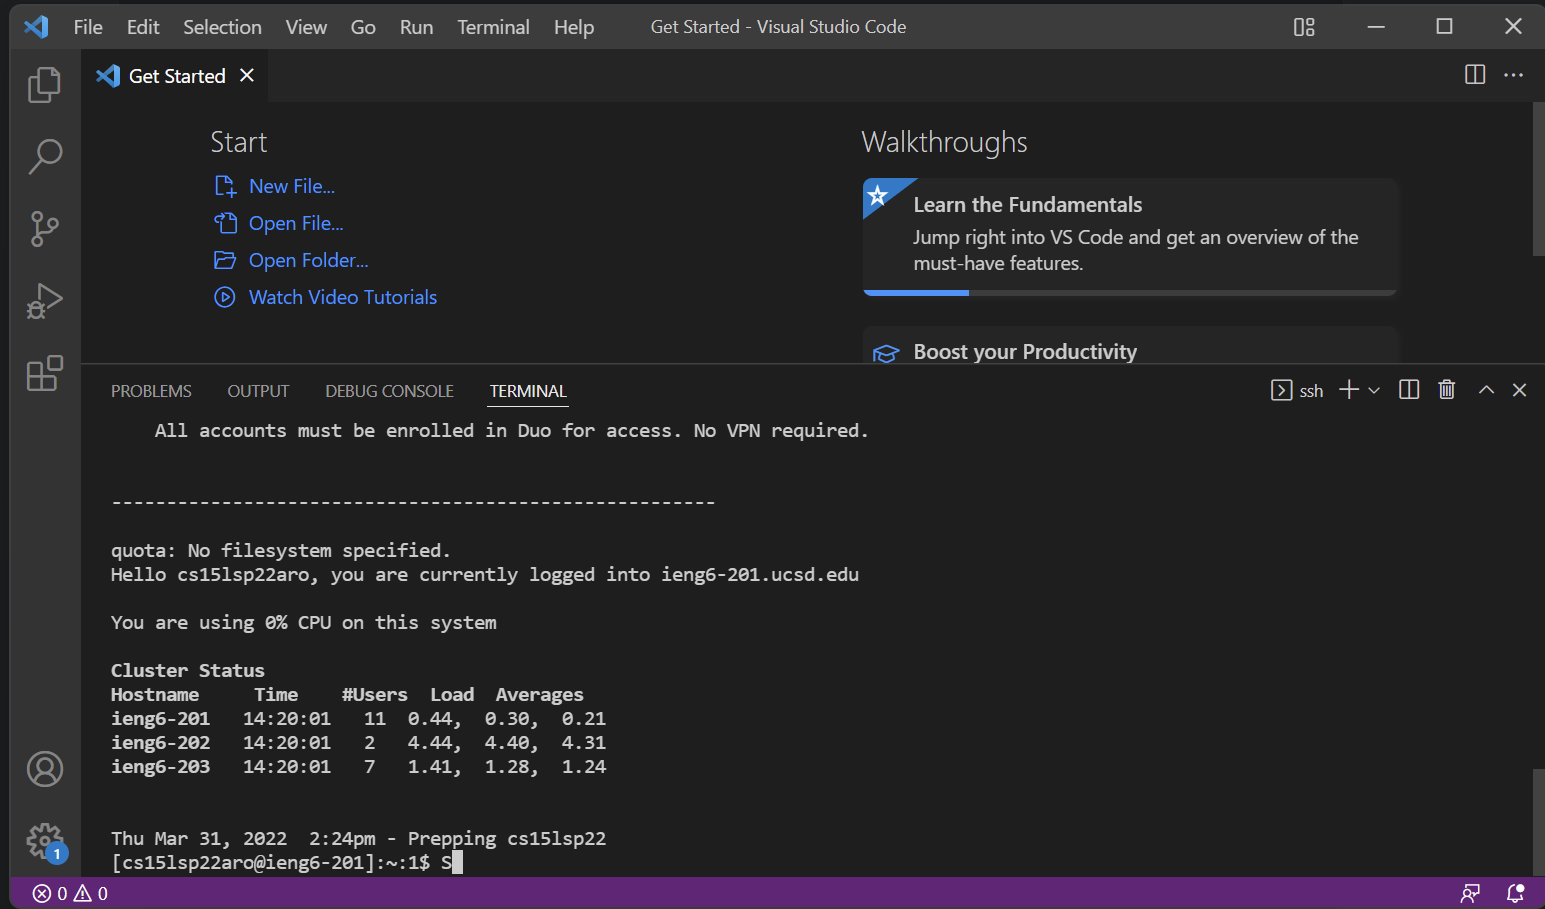 File Edit Selection View Go Run Terminal Help Get Started - Visual Studio Code
Get Started
Start
New File...
Open File...
Open Folder...
Watch Video Tutorials
Walkthroughs
Learn the Fundamentals
Jump right into VS Code and get an overview of the
must-have features.
Boost your Productivity
PROBLEMS OUTPUT DEBUG CONSOLE TERMINAL ssh
All accounts must be enrolled in Duo for access. No VPN required.
-------------------------------------------------------
quota: No filesystem specified.
Hello cs15lsp22aro, you are currently logged into ieng6-201.ucsd.edu
You are using 0% CPU on this system
Cluster Status
Hostname Time #Users Load Averages
ieng6-201 14:20:01 11 0.44, 0.30, 0.21
ieng6-202 14:20:01 2 4.44, 4.40, 4.31
ieng6-203 14:20:01 7 1.41, 1.28, 1.24
Thu Mar 31, 2022 2:24pm - Prepping cs15lsp22
[cs15lsp22aro@ieng6-201]:~:1$ S
1
0 0